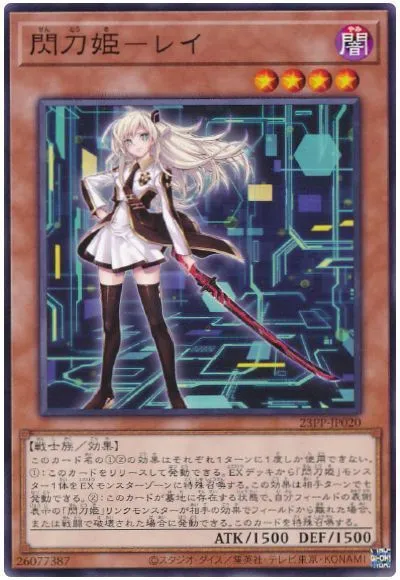 閃刀姫－レイ
闇
23PP-JP020
[戦士族／効果]
このカード名の①②の効果はそれぞれ1ターンに1度しか使用できない。
①：このカードをリリースして発動できる。EXデッキから「閃刀姫」モンス
ター1体をEXモンスターゾーンに特殊召喚する。この効果は相手ターンでも
発動できる。②：このカードが墓地に存在する状態で、自分フィールドの表側
表示の「閃刀姫」リンクモンスターが相手の効果でフィールドから離れた場合、
または戦闘で破壊された場合に発動できる。このカードを特殊召喚する。
ATK/1500 DEF/1500
26077387
©スタジオ・ダイス／集英社・テレビ東京・KONAMI